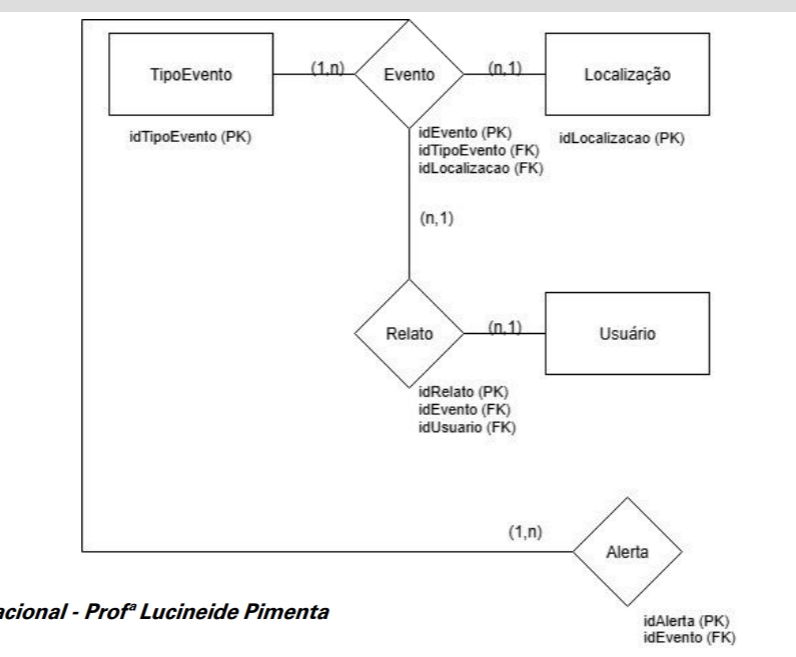 TipoEvento
(1,n)
Evento
(n,1)
Localização
idTipoEvento (PK)
idEvento (PK)
idTipoEvento (FK)
idLocalizacao (FK)
idLocalizacao (PK)
(n,1)
Relato
(n,1)
Usuário
idRelato (PK)
idEvento (FK)
idUsuario (FK)
(1,n)
Alerta
acional - Profª Lucineide Pimenta
idAlerta (PK)
idEvento (FK)